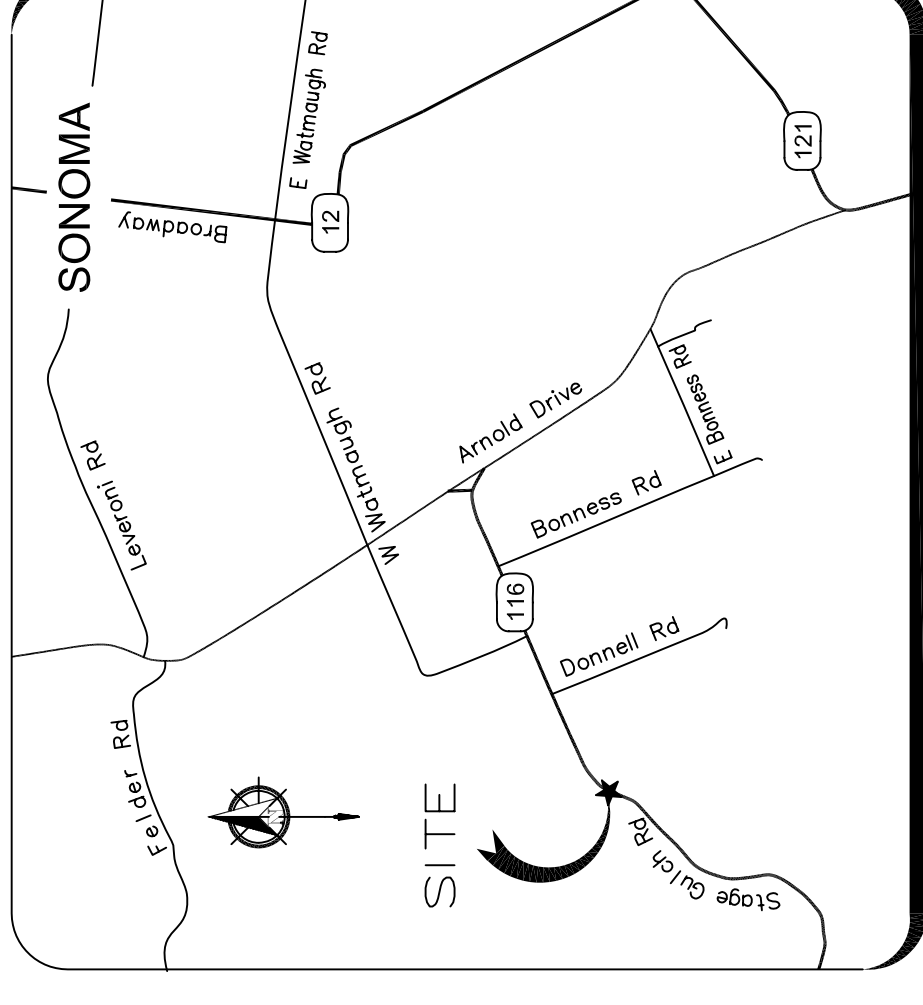 SONOMA
Broadway
E Watmaugh Rd
12
121
Leveroni Rd
W Watmaugh Rd
Arnold Drive
E Bonness Rd
Bonness Rd
116
Donnell Rd
Felder Rd
N
SITE
Stage Gulch Rd